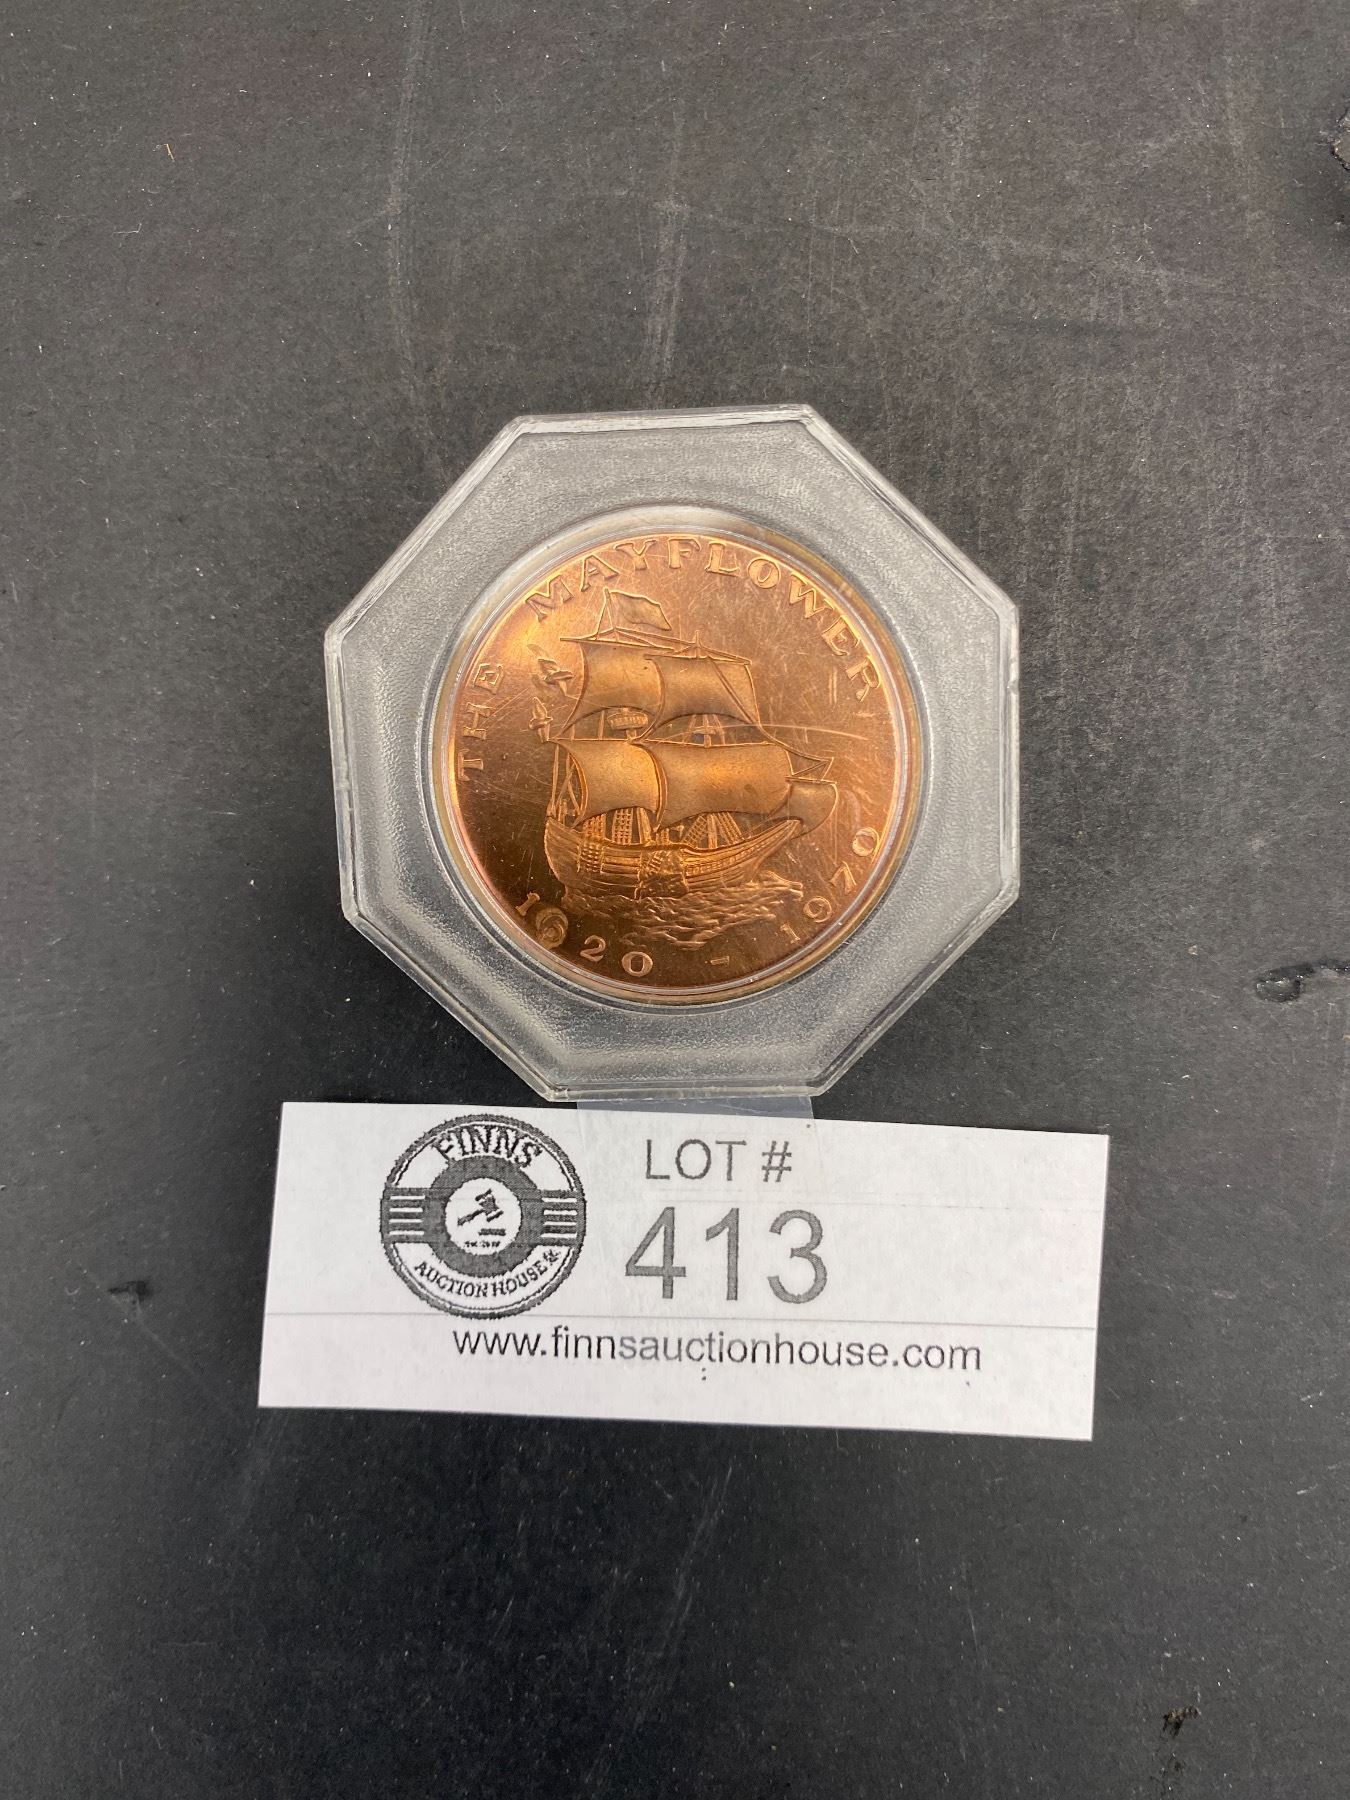 THE MAYFLOWER
1620 - 1970
FINNS
AUCTION HOUSE &
LOT #
413
www.finnsauctionhouse.com